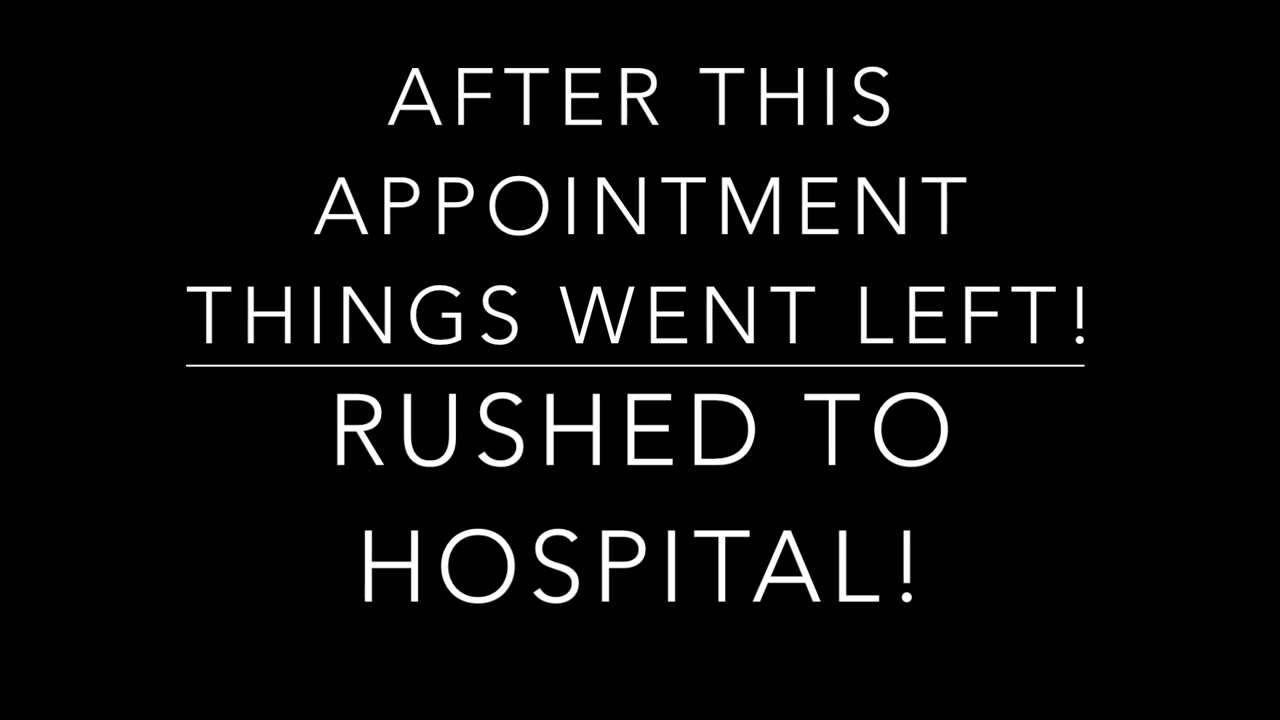 AFTER THIS
APPOINTMENT
THINGS WENT LEFT!
RUSHED TO
HOSPITAL!